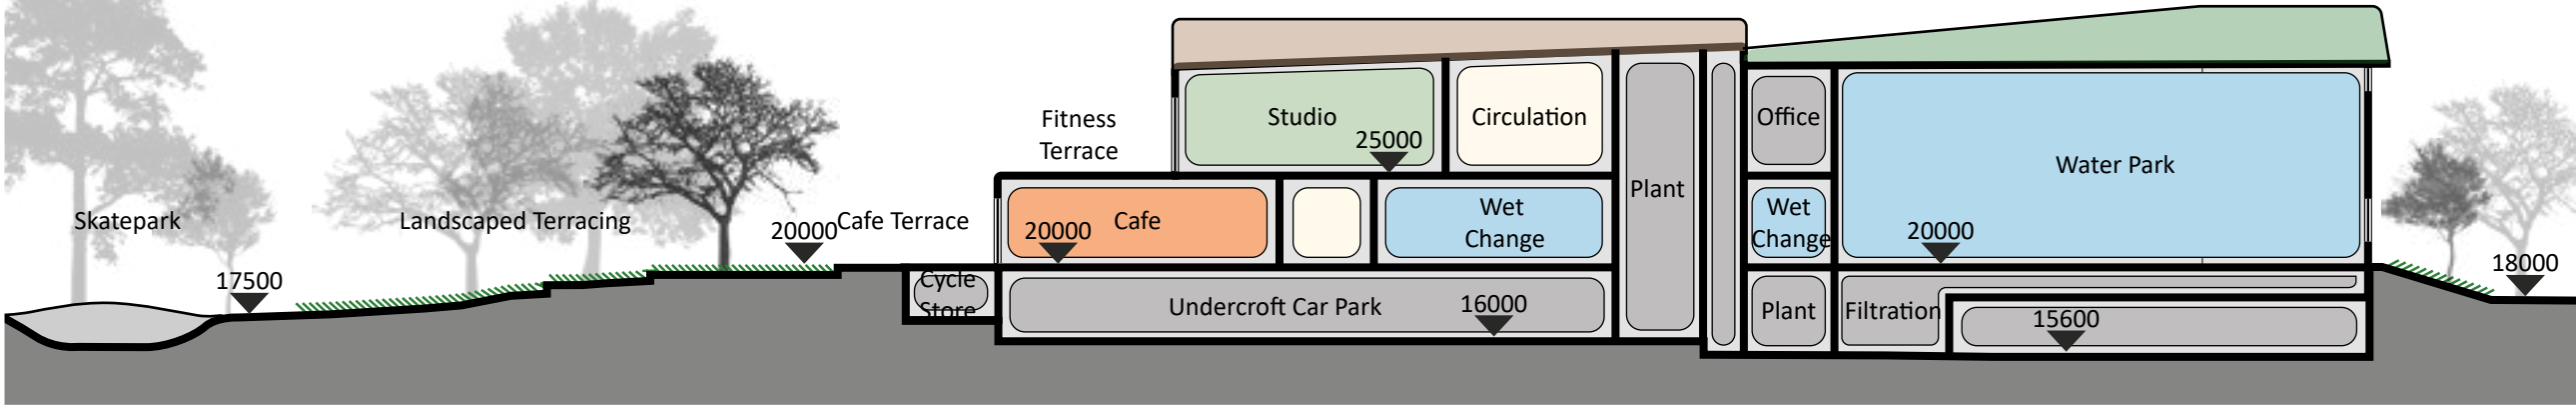 Fitness
Terrace
Studio
25000
Circulation
Office
Water Park
Skatepark
Landscaped Terracing
20000
Cafe Terrace
20000
Cafe
Wet
Change
Plant
Wet
Change
20000
17500
18000
Cycle
Store
Undercroft Car Park
16000
Plant
Filtration
15600